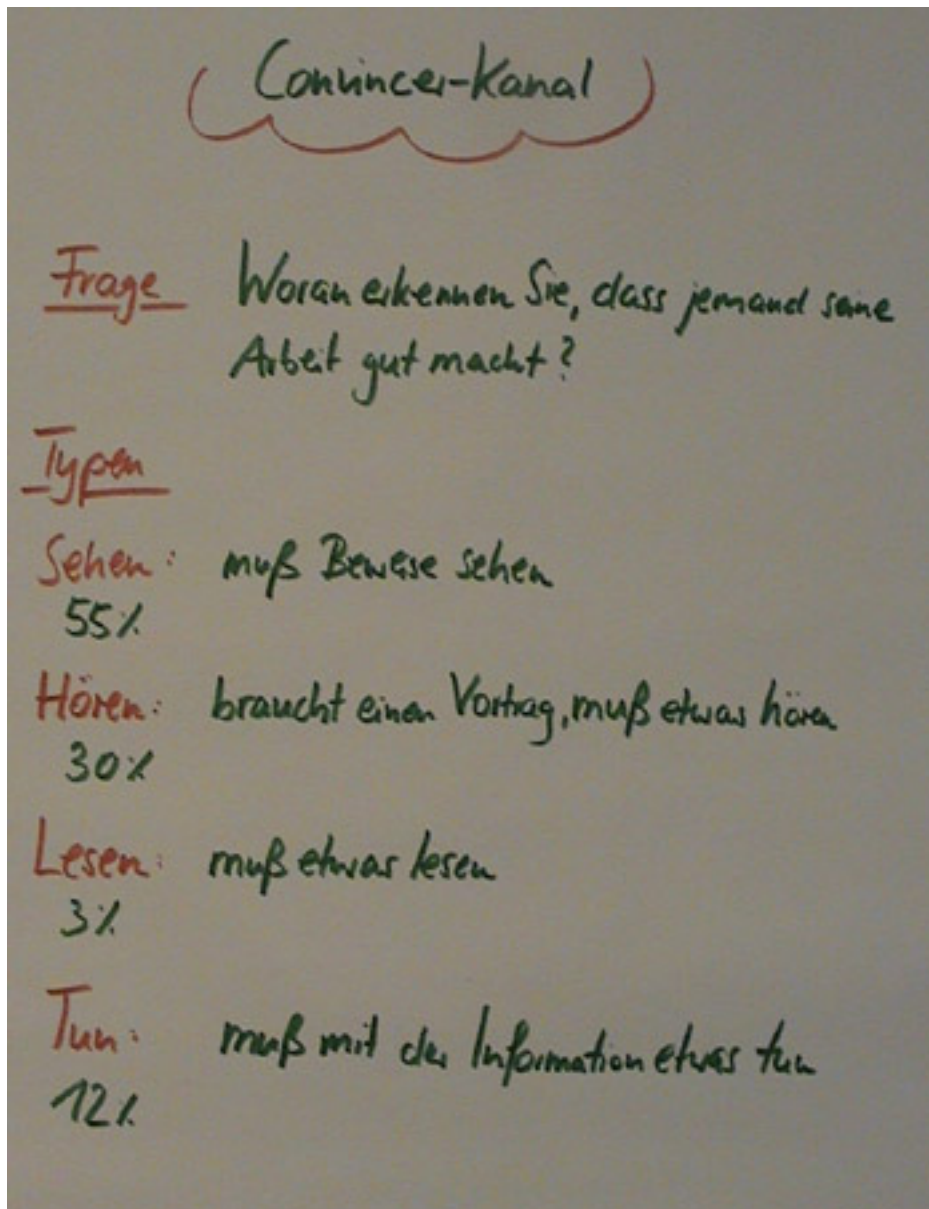 Convincer-Kanal
Frage Woran erkennen Sie, dass jemand seine
Arbeit gut macht?
Typen
Sehen: muß Beweise sehen
55%
Hören: braucht einen Vortrag, muß etwas hören
30%
Lesen: muß etwas lesen
3%
Tun: muß mit der Information etwas tun
12%